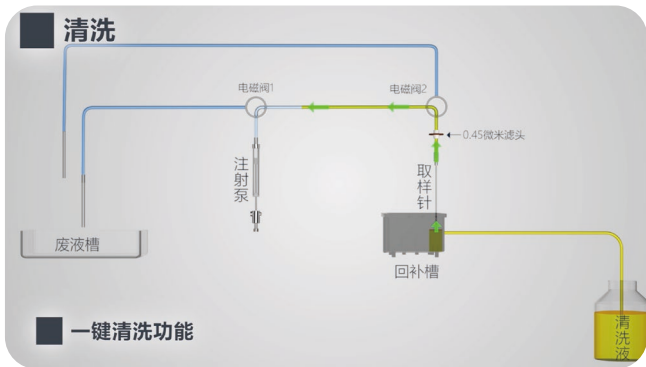 清洗
电磁阀1
电磁阀2
0.45微米滤头
注射泵
取样针
废液槽
回补槽
清洗液
一键清洗功能